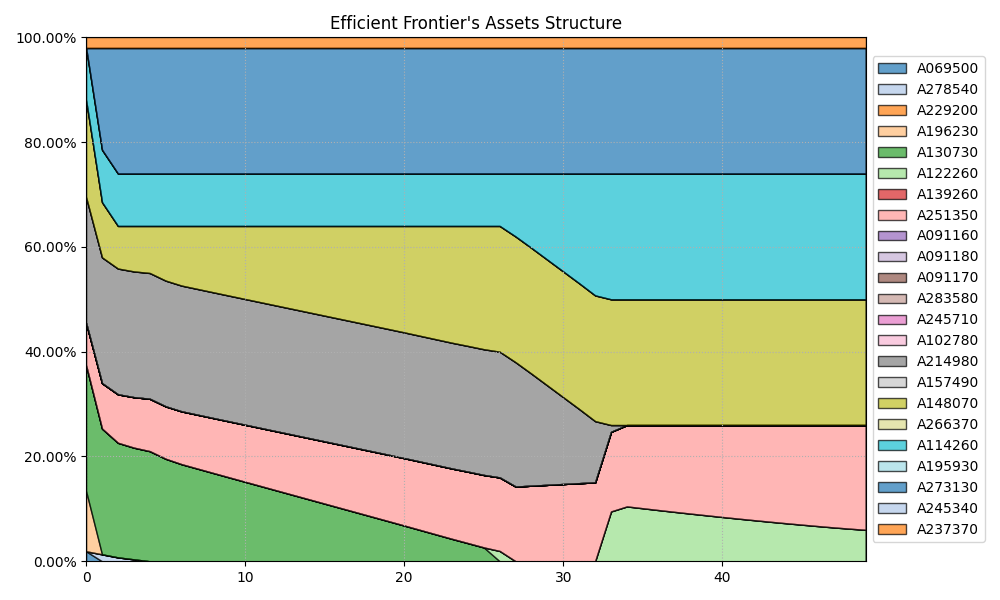 Efficient Frontier's Assets Structure
100.00%
80.00%
60.00%
40.00%
20.00%
0.00%
0
10
20
30
40
A069500
A278540
A229200
A196230
A130730
A122260
A139260
A251350
A091160
A091180
A091170
A283580
A245710
A102780
A214980
A157490
A148070
A266370
A114260
A195930
A273130
A245340
A237370